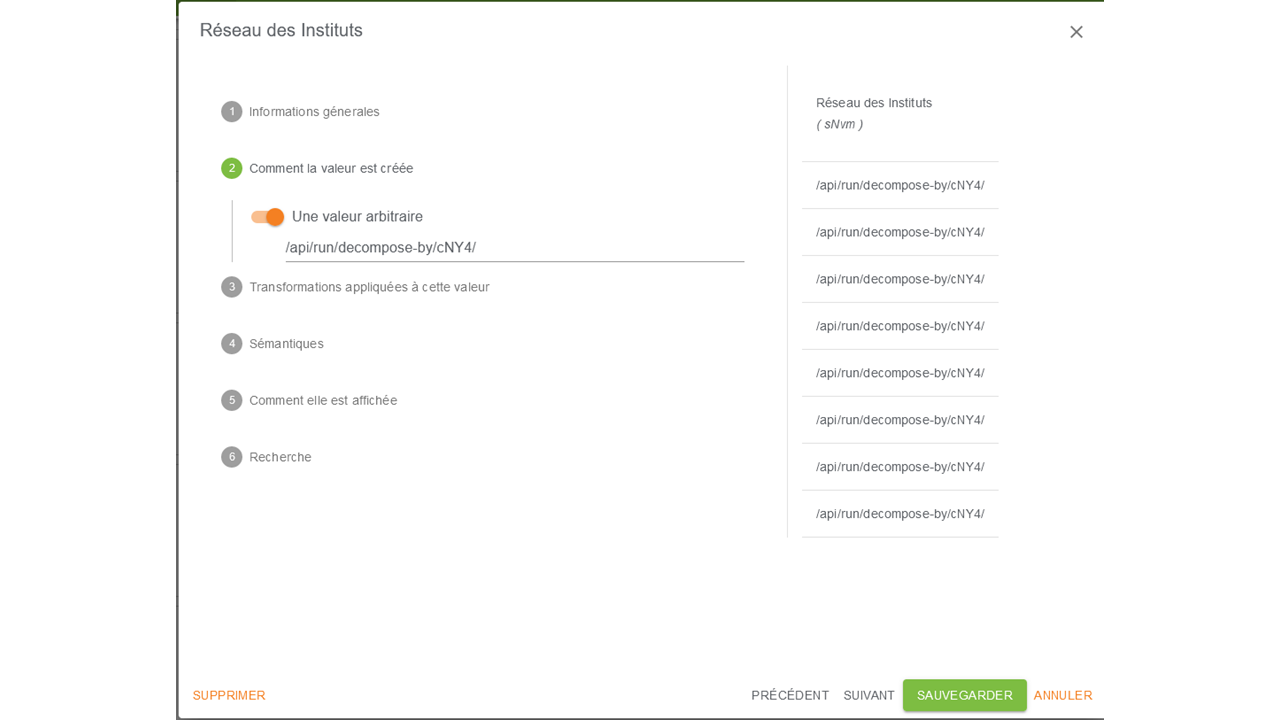 Réseau des Instituts
1 Informations génerales
2 Comment la valeur est créée
Une valeur arbitraire
/api/run/decompose-by/cNY4/
3 Transformations appliquées à cette valeur
4 Sémantiques
5 Comment elle est affichée
6 Recherche
Réseau des Instituts
( sNvm )
/api/run/decompose-by/cNY4/
/api/run/decompose-by/cNY4/
/api/run/decompose-by/cNY4/
/api/run/decompose-by/cNY4/
/api/run/decompose-by/cNY4/
/api/run/decompose-by/cNY4/
/api/run/decompose-by/cNY4/
/api/run/decompose-by/cNY4/
SUPPRIMER PRÉCÉDENT SUIVANT SAUVEGARDER ANNULER